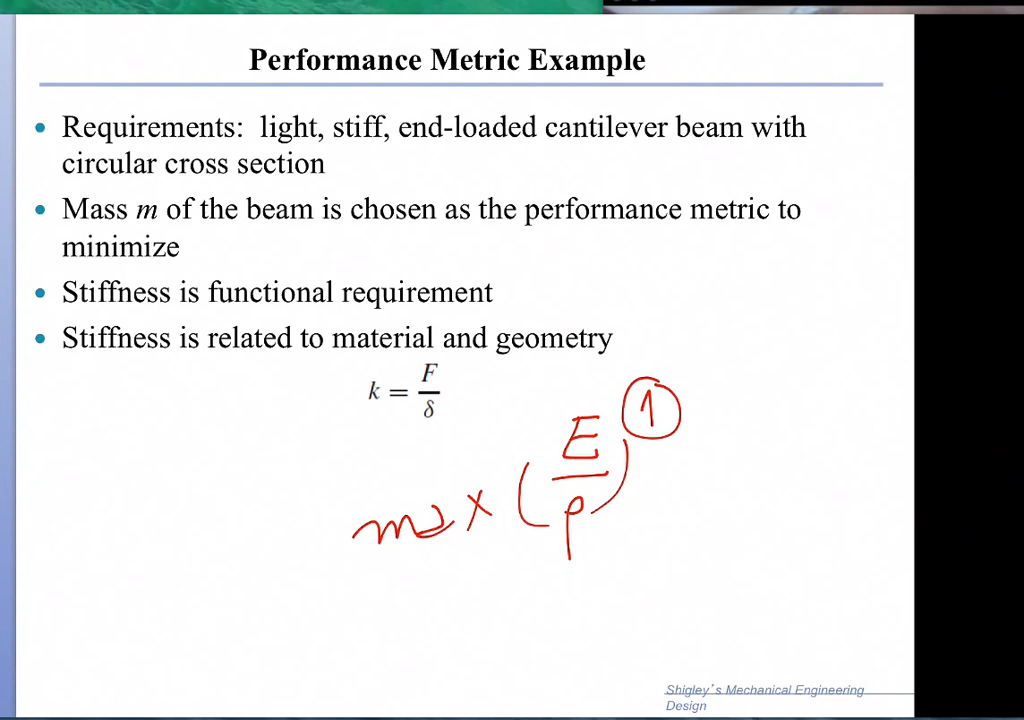 Performance Metric Example
• Requirements: light, stiff, end-loaded cantilever beam with
circular cross section
• Mass m of the beam is chosen as the performance metric to
minimize
• Stiffness is functional requirement
• Stiffness is related to material and geometry
k = F/δ
max (E/ρ)^①
Shigley's Mechanical Engineering
Design